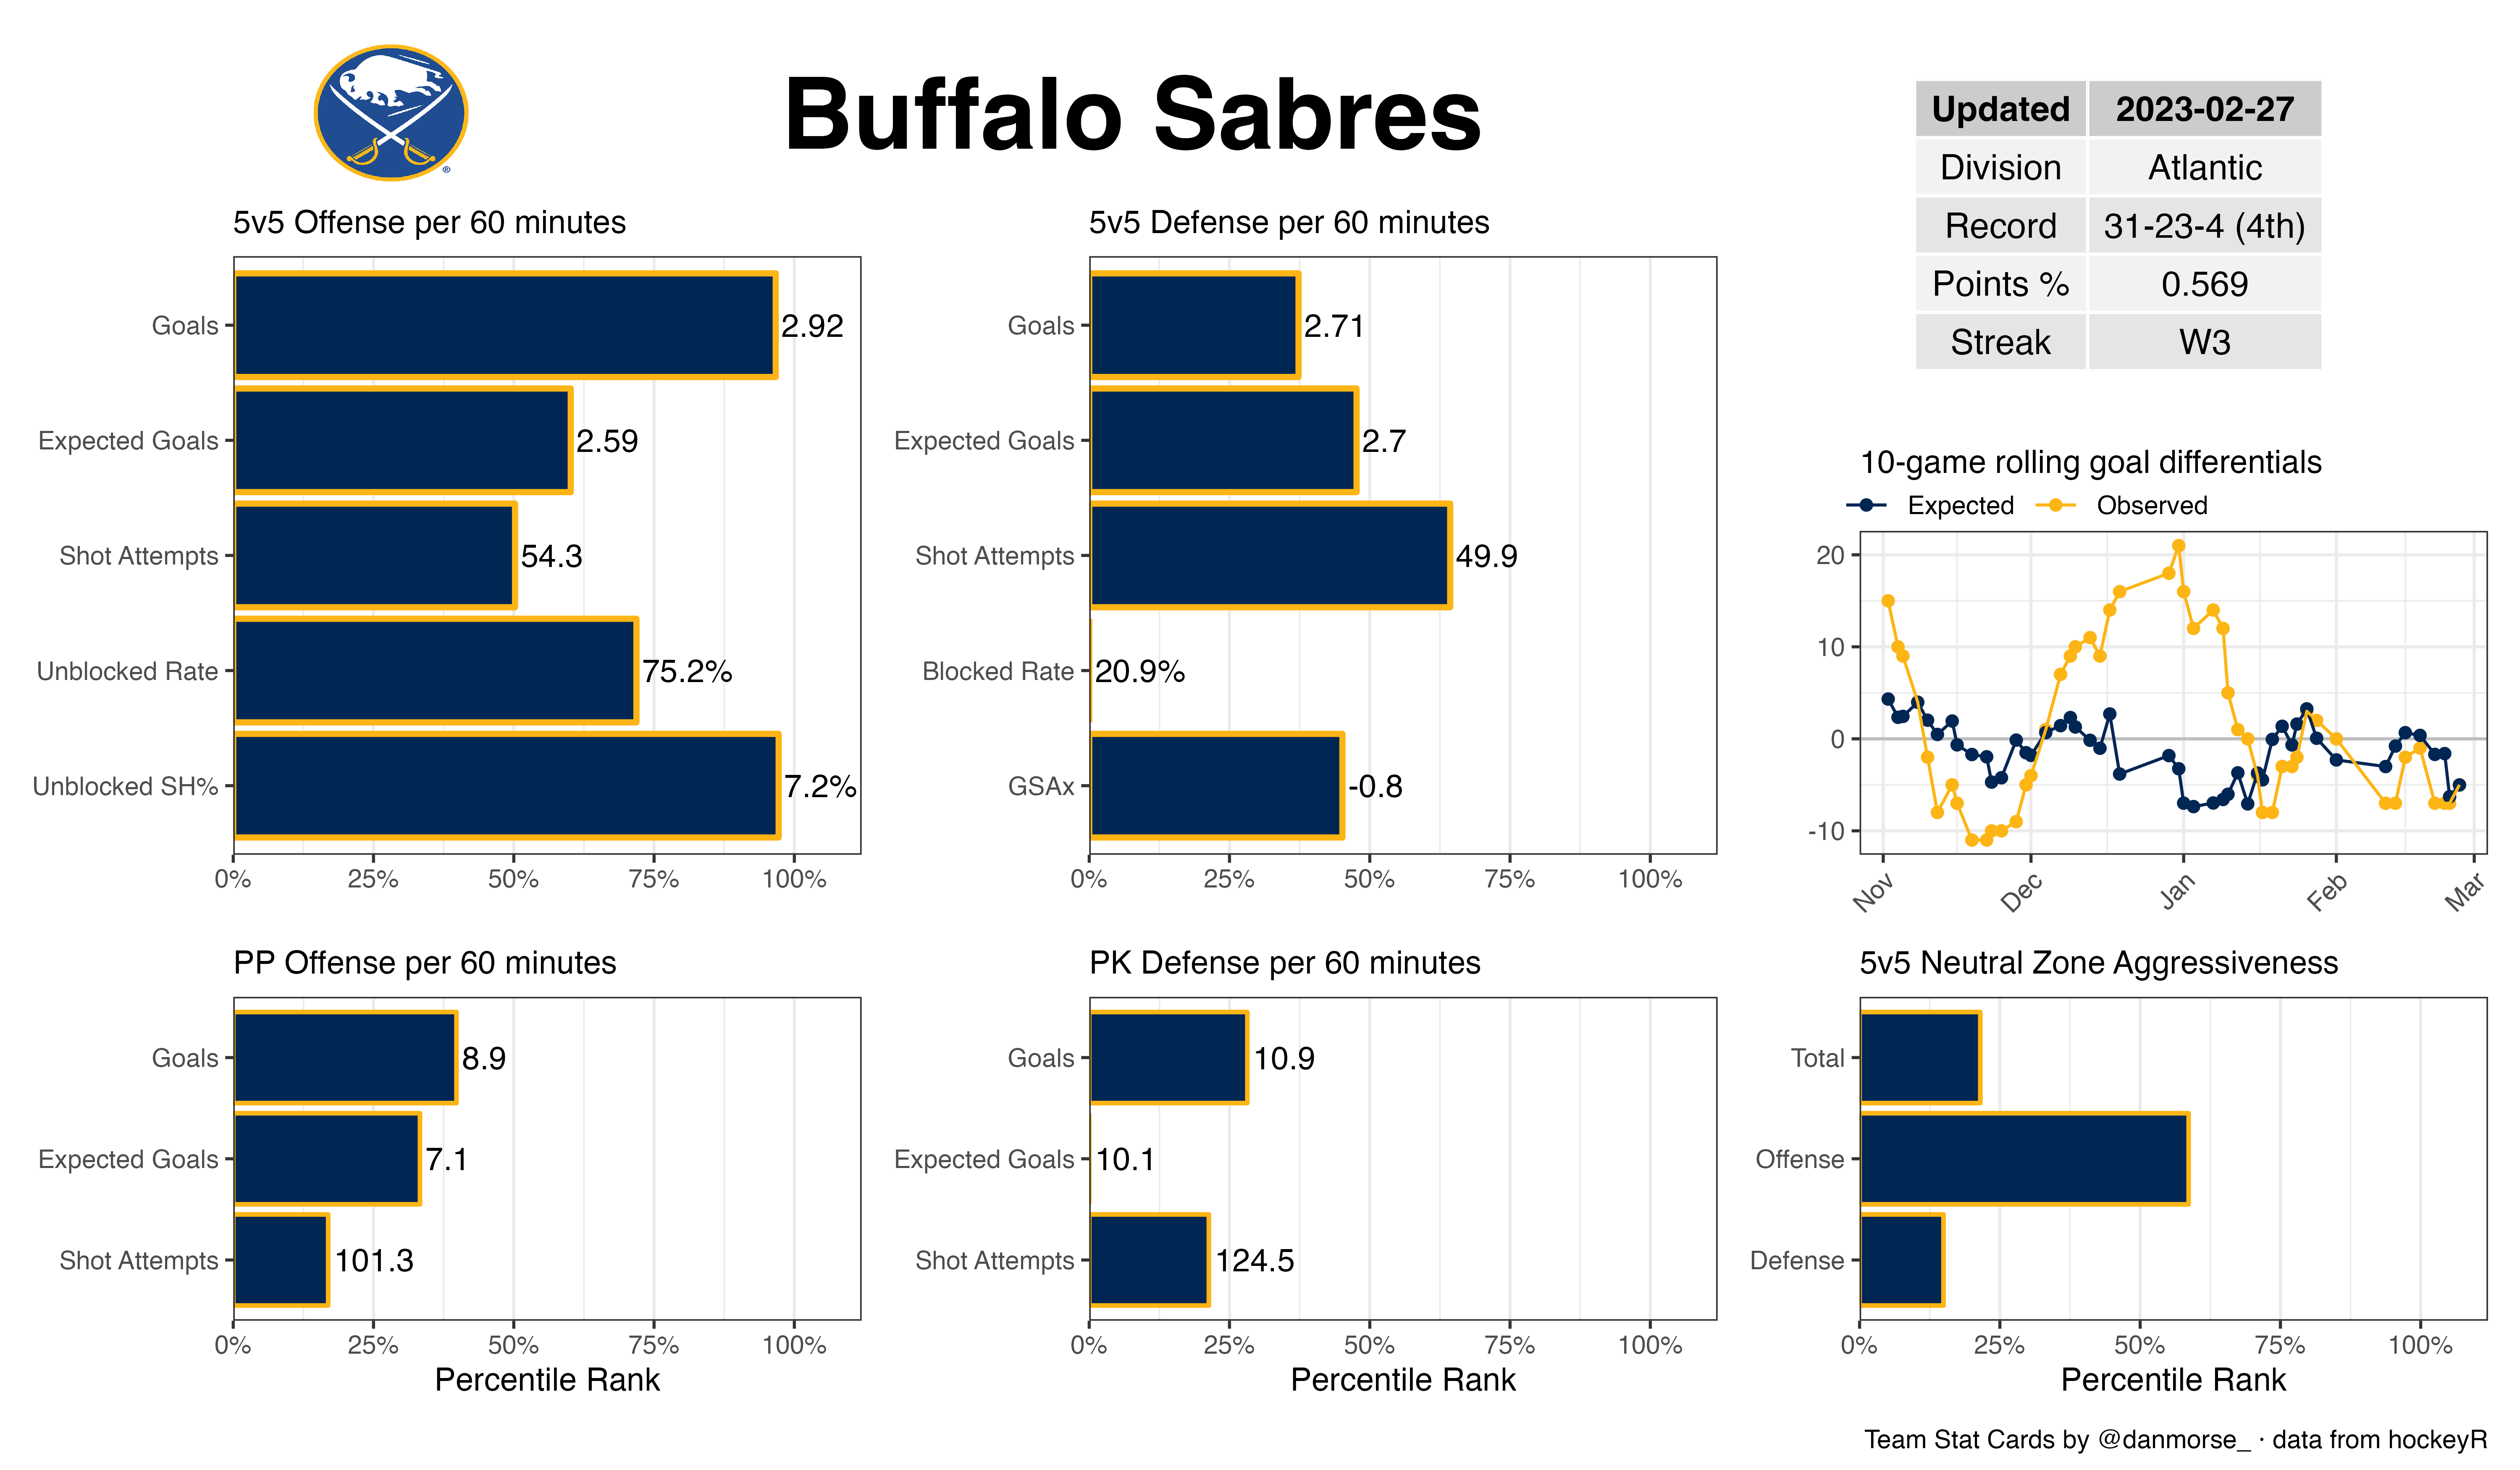 Buffalo Sabres
®
Updated 2023-02-27
Division Atlantic
Record 31-23-4 (4th)
Points % 0.569
Streak W3
5v5 Offense per 60 minutes
Goals 2.92
Expected Goals 2.59
Shot Attempts 54.3
Unblocked Rate 75.2%
Unblocked SH% 7.2%
0% 25% 50% 75% 100%
5v5 Defense per 60 minutes
Goals 2.71
Expected Goals 2.7
Shot Attempts 49.9
Blocked Rate 20.9%
GSAx -0.8
0% 25% 50% 75% 100%
10-game rolling goal differentials
Expected Observed
20
10
0
-10
Nov Dec Jan Feb Mar
PP Offense per 60 minutes
Goals 8.9
Expected Goals 7.1
Shot Attempts 101.3
0% 25% 50% 75% 100%
Percentile Rank
PK Defense per 60 minutes
Goals 10.9
Expected Goals 10.1
Shot Attempts 124.5
0% 25% 50% 75% 100%
Percentile Rank
5v5 Neutral Zone Aggressiveness
Total
Offense
Defense
0% 25% 50% 75% 100%
Percentile Rank
Team Stat Cards by @danmorse_ · data from hockeyR